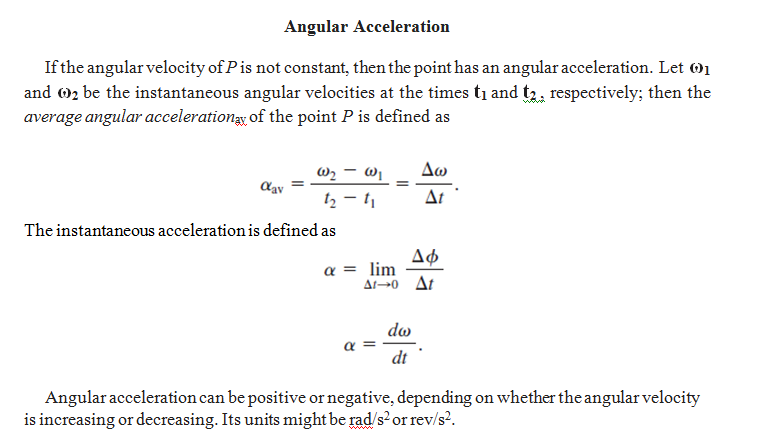 Angular Acceleration
If the angular velocity of P is not constant, then the point has an angular acceleration. Let ω1
and ω2 be the instantaneous angular velocities at the times t1 and t2, respectively; then the
average angular accelerationav of the point P is defined as
αav = (ω2 − ω1)/(t2 − t1) = Δω/Δt.
The instantaneous acceleration is defined as
α = lim Δt→0 Δϕ/Δt
α = dω/dt.
Angular acceleration can be positive or negative, depending on whether the angular velocity
is increasing or decreasing. Its units might be rad/s² or rev/s².